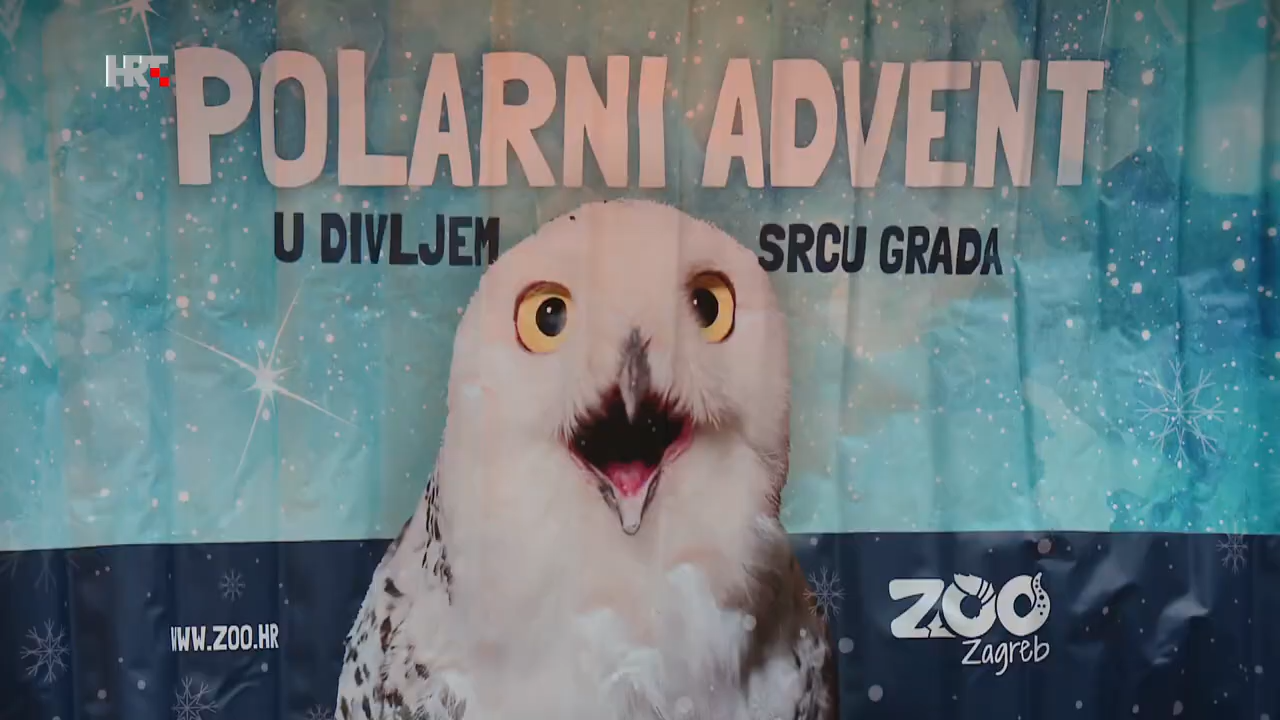 HRT
POLARNI ADVENT
U DIVLJEM SRCU GRADA
WWW.ZOO.HR
ZOO
Zagreb